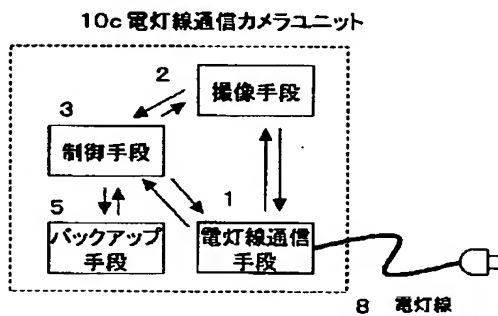 10c 電灯線通信カメラユニット
2
撮像手段
3
制御手段
1
5
バックアップ
手段
電灯線通信
手段
8 電灯線